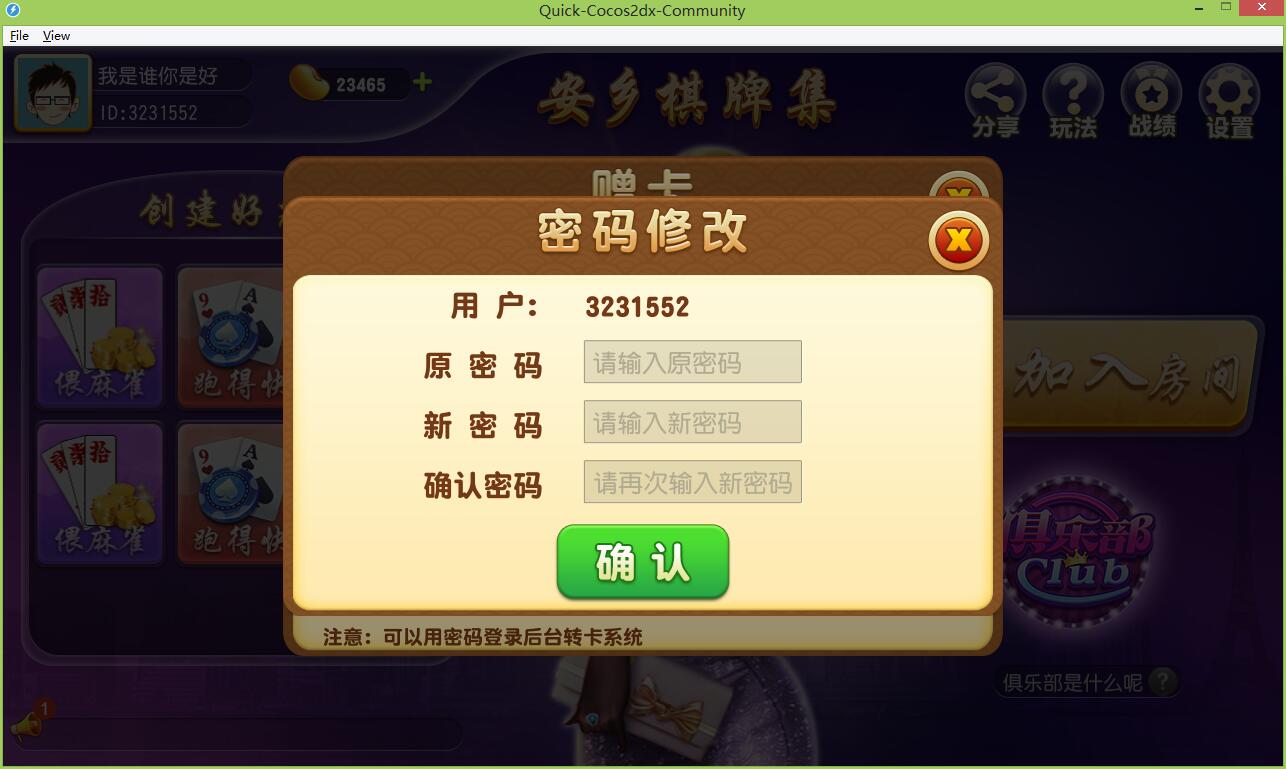 Quick-Cocos2dx-Community
File View
我是谁你是好
ID:3231552
23465
安乡棋牌集
分享
玩法
战绩
设置
创建好
赠卡
密码修改
用 户: 3231552
原 密 码 请输入原密码
新 密 码 请输入新密码
确认密码 请再次输入新密码
确 认
注意：可以用密码登录后台转卡系统
偎麻雀
跑得快
偎麻雀
跑得快
加入房间
俱乐部
Club
俱乐部是什么呢 ?
1